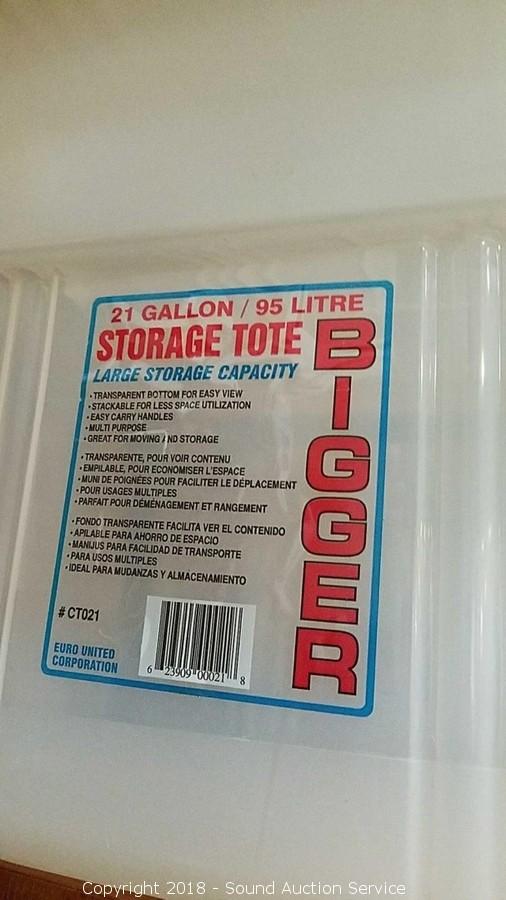 21 GALLON / 95 LITRE
STORAGE TOTE
LARGE STORAGE CAPACITY
BIGGER
• TRANSPARENT BOTTOM FOR EASY VIEW
• STACKABLE FOR LESS SPACE UTILIZATION
• EASY CARRY HANDLES
• MULTI PURPOSE
• GREAT FOR MOVING AND STORAGE
• TRANSPARENTE, POUR VOIR CONTENU
• EMPILABLE, POUR ECONOMISER L'ESPACE
• MUNI DE POIGNÉES POUR FACILITER LE DÉPLACEMENT
• POUR USAGES MULTIPLES
• PARFAIT POUR DÉMÉNAGEMENT ET RANGEMENT
• FONDO TRANSPARENTE FACILITA VER EL CONTENIDO
• APILABLE PARA AHORRO DE ESPACIO
• MANIJUS PARA FACILIDAD DE TRANSPORTE
• PARA USOS MULTIPLES
• IDEAL PARA MUDANZAS Y ALMACENAMIENTO
# CT021
EURO UNITED
CORPORATION
6 23909 00021 8
Copyright 2018 - Sound Auction Service